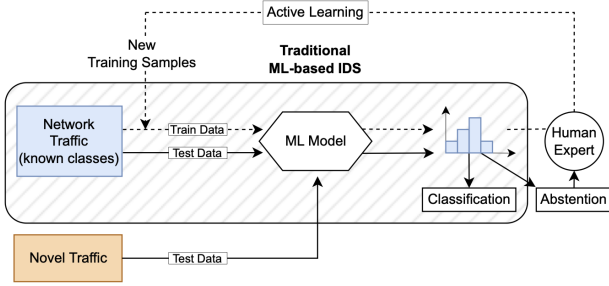 Active Learning
New
Training Samples
Traditional
ML-based IDS
Network
Traffic
(known classes)
Train Data
Test Data
ML Model
Human
Expert
Classification
Abstention
Novel Traffic
Test Data